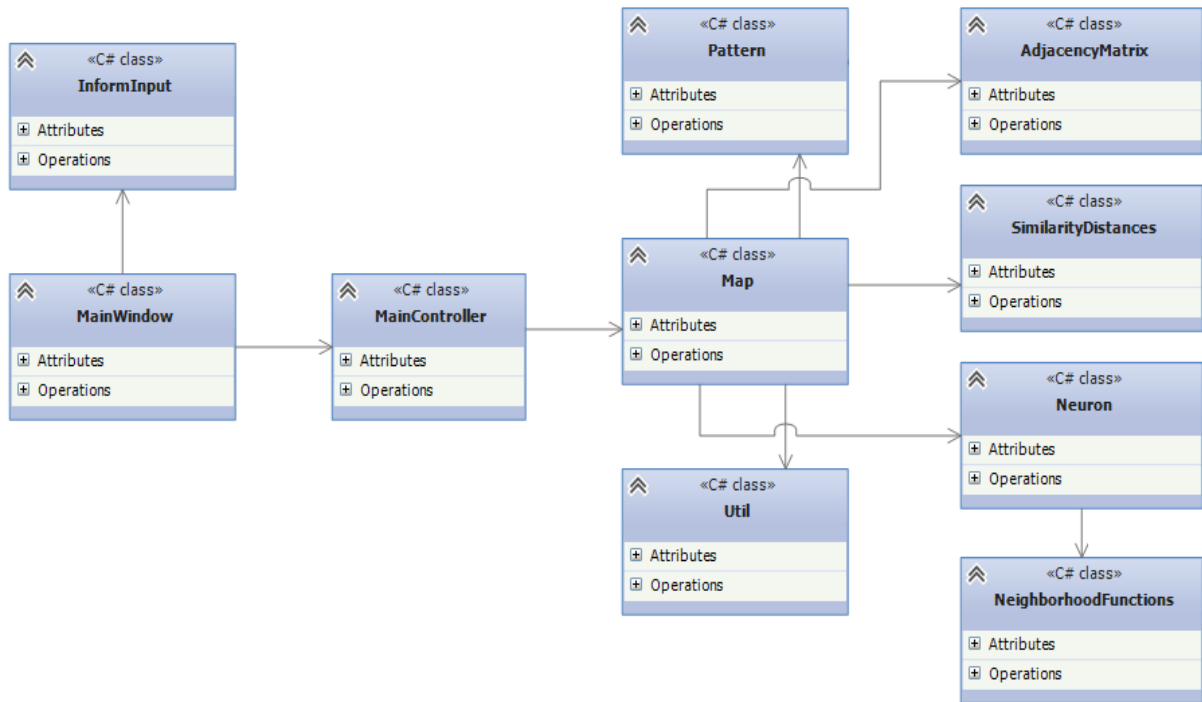 «C# class»
InformInput
Attributes
Operations
«C# class»
MainWindow
Attributes
Operations
«C# class»
MainController
Attributes
Operations
«C# class»
Pattern
Attributes
Operations
«C# class»
Map
Attributes
Operations
«C# class»
Util
Attributes
Operations
«C# class»
AdjacencyMatrix
Attributes
Operations
«C# class»
SimilarityDistances
Attributes
Operations
«C# class»
Neuron
Attributes
Operations
«C# class»
NeighborhoodFunctions
Attributes
Operations